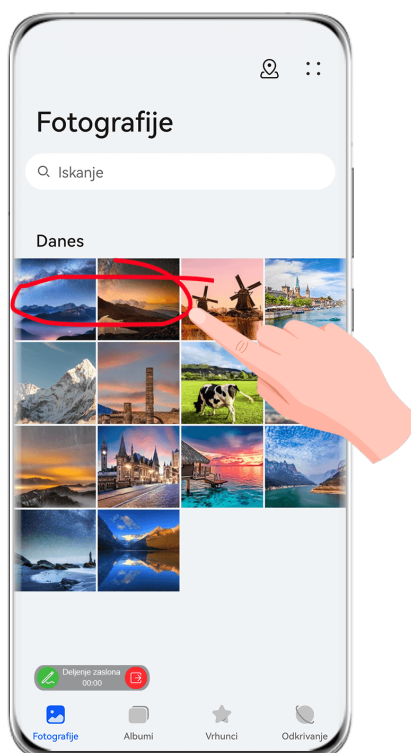 Fotografije
Iskanje
Danes
Deljenje zaslona
00:00
Fotografije
Albumi
Vrhunci
Odkrivanje